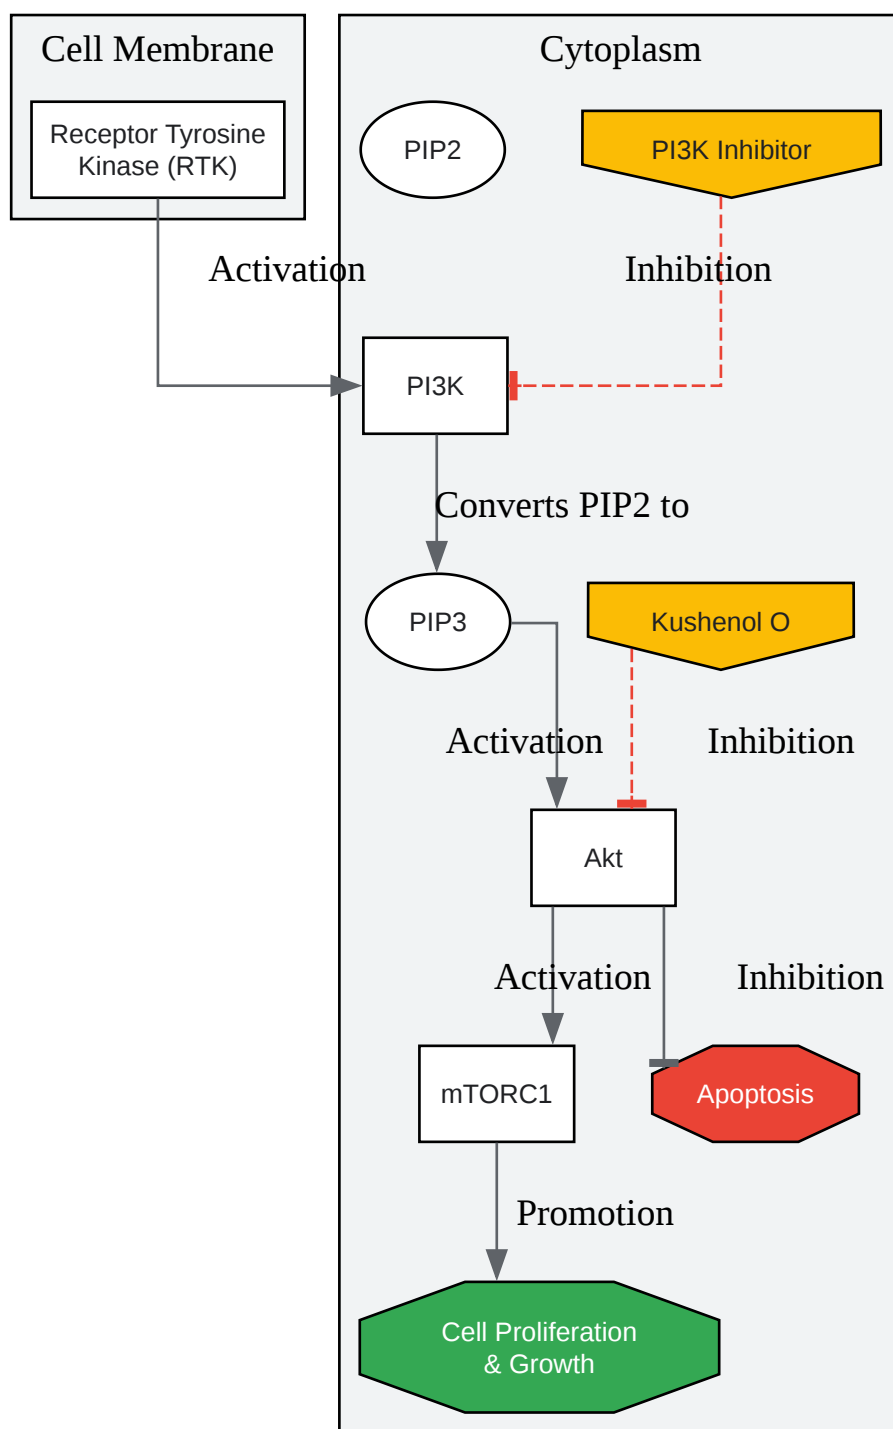 Cell Membrane
Cytoplasm
Receptor Tyrosine
Kinase (RTK)
PIP2
PI3K Inhibitor
Activation
Inhibition
PI3K
Converts PIP2 to
PIP3
Kushenol O
Activation
Inhibition
Akt
Activation
Inhibition
mTORC1
Apoptosis
Promotion
Cell Proliferation
& Growth